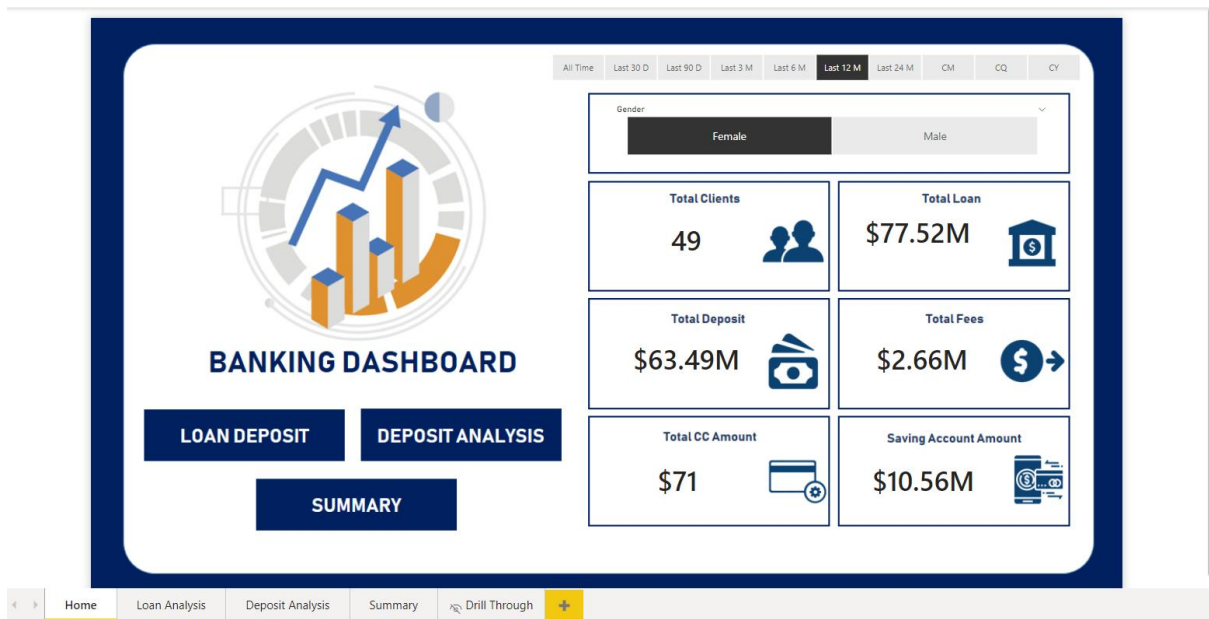 All Time Last 30 D Last 90 D Last 3 M Last 6 M Last 12 M Last 24 M CM CQ CY
Gender
Female Male
Total Clients
49
Total Loan
$77.52M
Total Deposit
$63.49M
Total Fees
$2.66M
Total CC Amount
$71
Saving Account Amount
$10.56M
BANKING DASHBOARD
LOAN DEPOSIT
DEPOSIT ANALYSIS
SUMMARY
Home Loan Analysis Deposit Analysis Summary Drill Through +